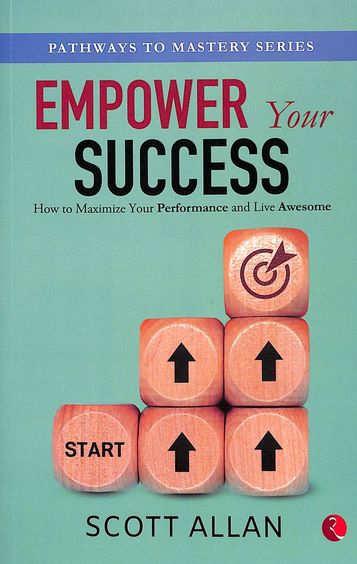 PATHWAYS TO MASTERY SERIES
EMPOWER Your
SUCCESS
How to Maximize Your Performance and Live Awesome
START
SCOTT ALLAN
R